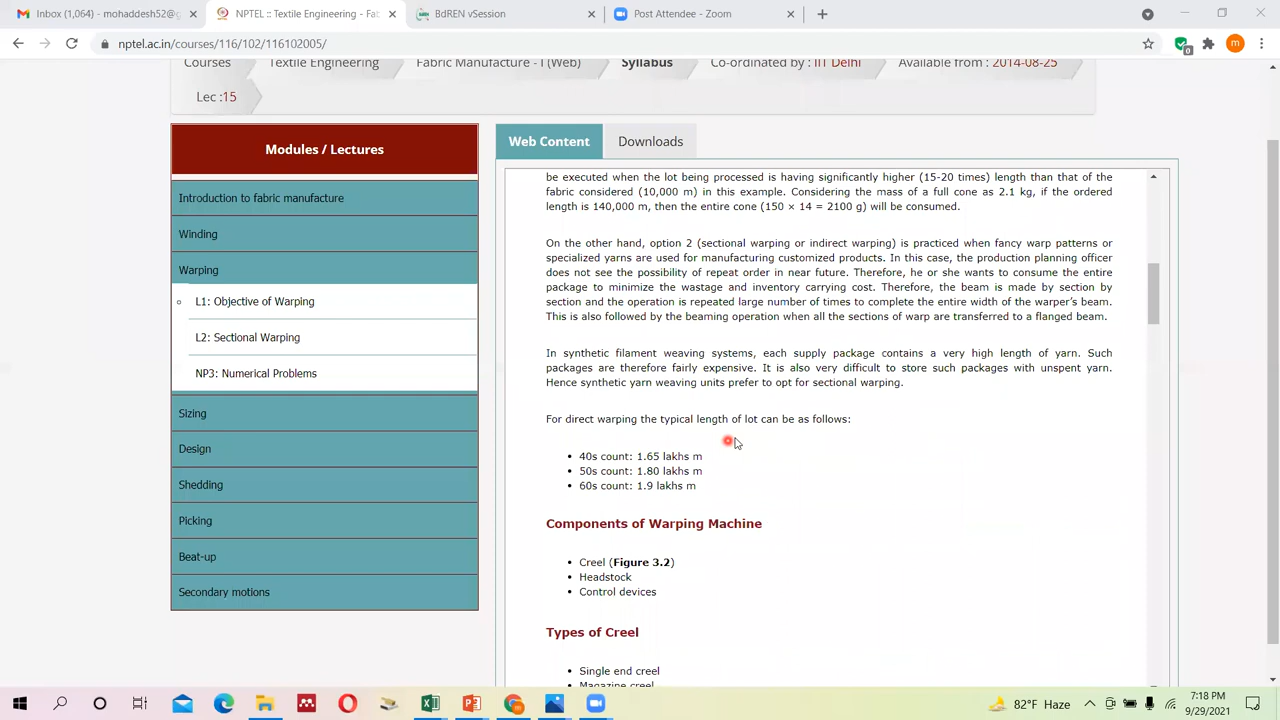 Inbox (1,064) - mohaddesh52@g
NPTEL :: Textile Engineering - Fa
BdREN vSession
Post Attendee - Zoom
nptel.ac.in/courses/116/102/116102005/
0
m
Courses
Textile Engineering
Fabric Manufacture - I (Web)
Syllabus
Co-ordinated by : IIT Delhi
Available from : 2014-08-25
Lec :15
Modules / Lectures
Introduction to fabric manufacture
Winding
Warping
L1: Objective of Warping
L2: Sectional Warping
NP3: Numerical Problems
Sizing
Design
Shedding
Picking
Beat-up
Secondary motions
Web Content
Downloads
be executed when the lot being processed is having significantly higher (15-20 times) length than that of the
fabric considered (10,000 m) in this example. Considering the mass of a full cone as 2.1 kg, if the ordered
length is 140,000 m, then the entire cone (150 × 14 = 2100 g) will be consumed.
On the other hand, option 2 (sectional warping or indirect warping) is practiced when fancy warp patterns or
specialized yarns are used for manufacturing customized products. In this case, the production planning officer
does not see the possibility of repeat order in near future. Therefore, he or she wants to consume the entire
package to minimize the wastage and inventory carrying cost. Therefore, the beam is made by section by
section and the operation is repeated large number of times to complete the entire width of the warper's beam.
This is also followed by the beaming operation when all the sections of warp are transferred to a flanged beam.
In synthetic filament weaving systems, each supply package contains a very high length of yarn. Such
packages are therefore fairly expensive. It is also very difficult to store such packages with unspent yarn.
Hence synthetic yarn weaving units prefer to opt for sectional warping.
For direct warping the typical length of lot can be as follows:
40s count: 1.65 lakhs m
50s count: 1.80 lakhs m
60s count: 1.9 lakhs m
Components of Warping Machine
Creel (Figure 3.2)
Headstock
Control devices
Types of Creel
Single end creel
Magazine creel
82°F Haze
7:18 PM
9/29/2021